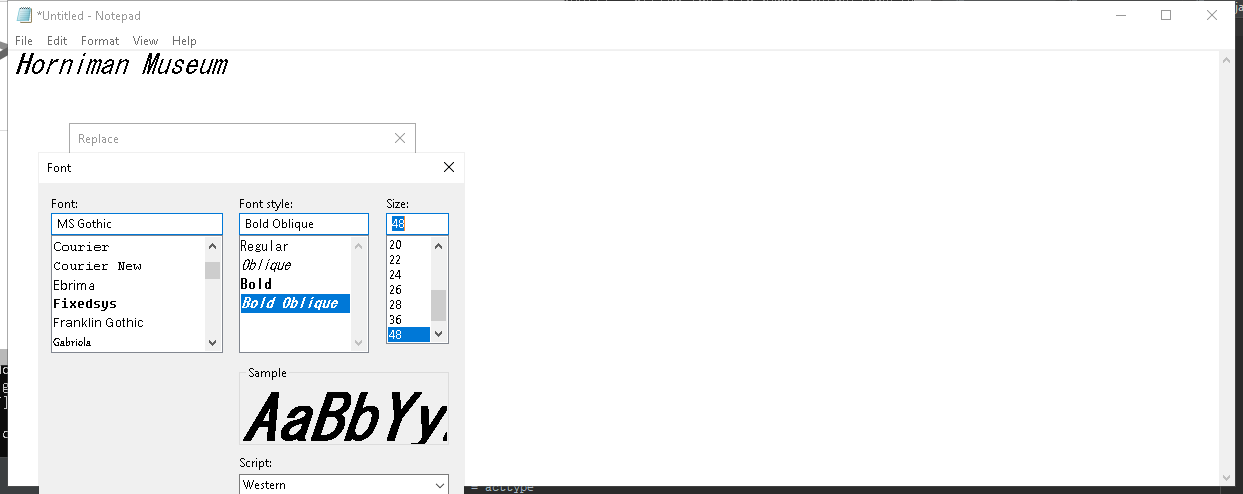 *Untitled - Notepad
File Edit Format View Help
Horniman Museum
Replace
Font
Font: Font style: Size:
MS Gothic Bold Oblique 48
Courier Regular 20
Courier New Oblique 22
Ebrima Bold 24
Fixedsys Bold Oblique 26
Franklin Gothic 28
Gabriola 36
48
Sample
AaBbYy
Script:
Western
= acctype